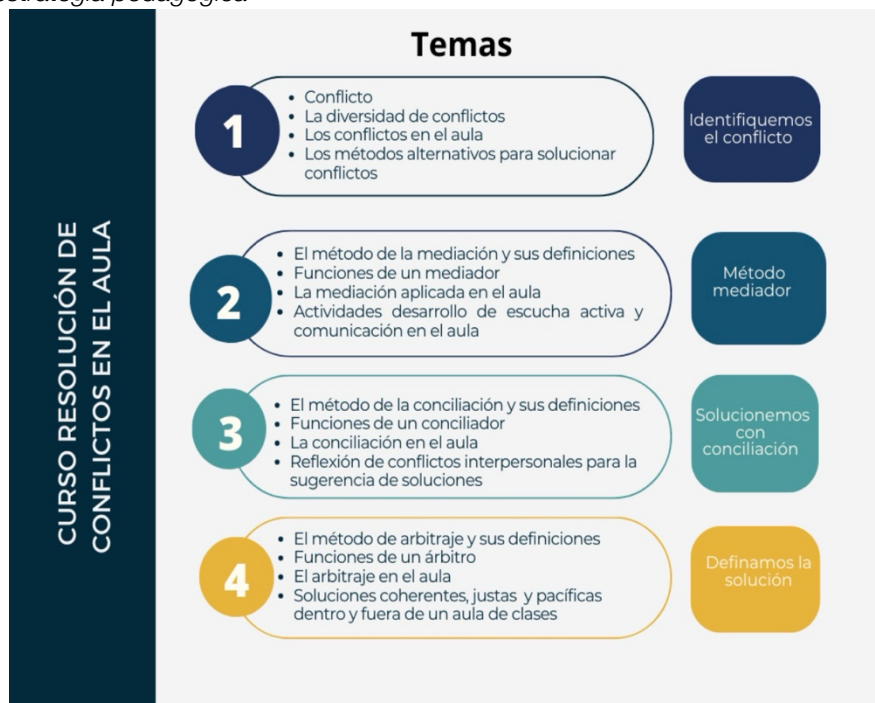 estrategia pedagógica
Temas
CURSO RESOLUCIÓN DE
CONFLICTOS EN EL AULA
1
• Conflicto
• La diversidad de conflictos
• Los conflictos en el aula
• Los métodos alternativos para solucionar
conflictos
Identifiquemos
el conflicto
2
• El método de la mediación y sus definiciones
• Funciones de un mediador
• La mediación aplicada en el aula
• Actividades desarrollo de escucha activa y
comunicación en el aula
Método
mediador
3
• El método de la conciliación y sus definiciones
• Funciones de un conciliador
• La conciliación en el aula
• Reflexión de conflictos interpersonales para la
sugerencia de soluciones
Solucionemos
con
conciliación
4
• El método de arbitraje y sus definiciones
• Funciones de un árbitro
• El arbitraje en el aula
• Soluciones coherentes, justas y pacíficas
dentro y fuera de un aula de clases
Definamos la
solución